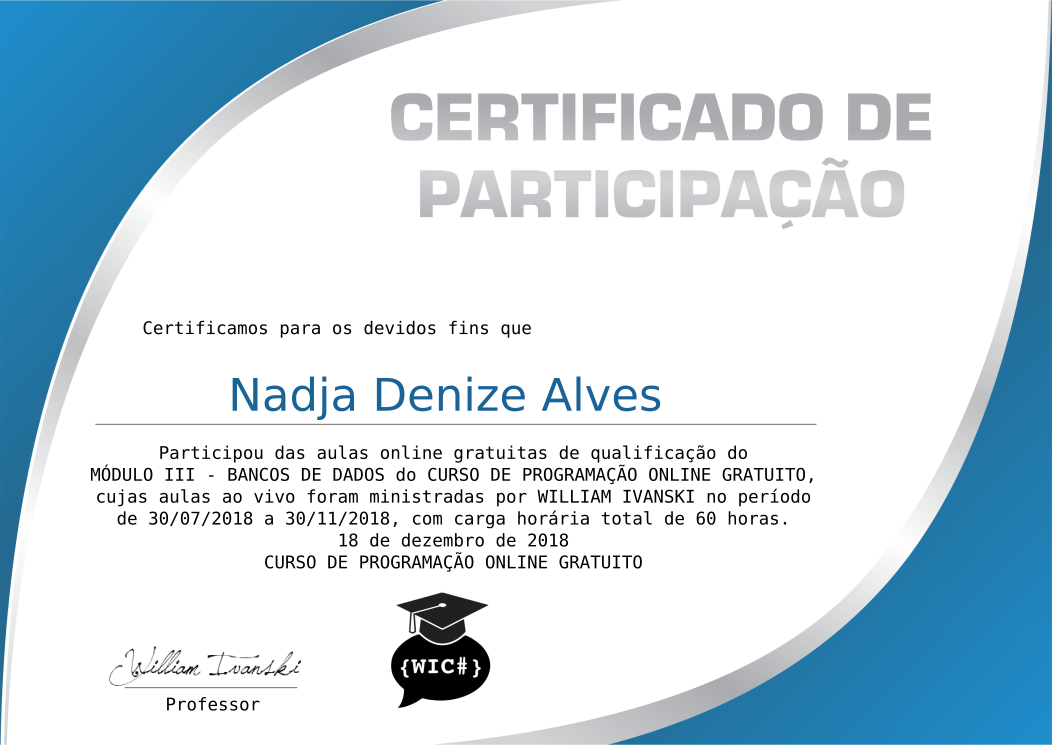 CERTIFICADO DE
PARTICIPAÇÃO
Certificamos para os devidos fins que
Nadja Denize Alves
Participou das aulas online gratuitas de qualificação do
MÓDULO III - BANCOS DE DADOS do CURSO DE PROGRAMAÇÃO ONLINE GRATUITO,
cujas aulas ao vivo foram ministradas por WILLIAM IVANSKI no período
de 30/07/2018 a 30/11/2018, com carga horária total de 60 horas.
18 de dezembro de 2018
CURSO DE PROGRAMAÇÃO ONLINE GRATUITO
{WIC#}
William Ivanski
Professor